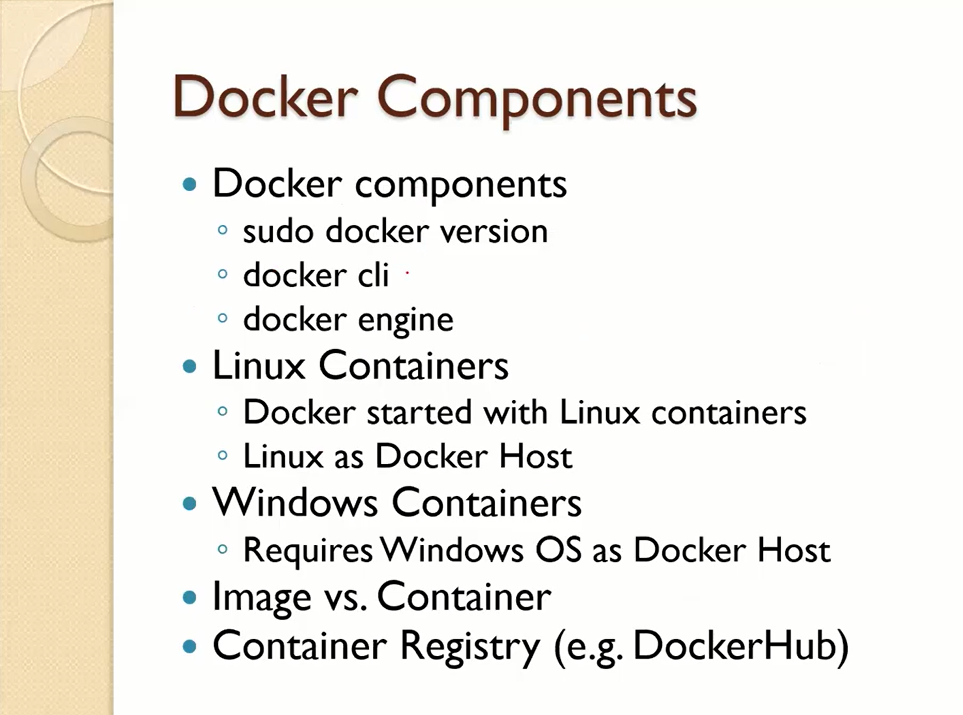 Docker Components
• Docker components
◦ sudo docker version
◦ docker cli
◦ docker engine
• Linux Containers
◦ Docker started with Linux containers
◦ Linux as Docker Host
• Windows Containers
◦ Requires Windows OS as Docker Host
• Image vs. Container
• Container Registry (e.g. DockerHub)